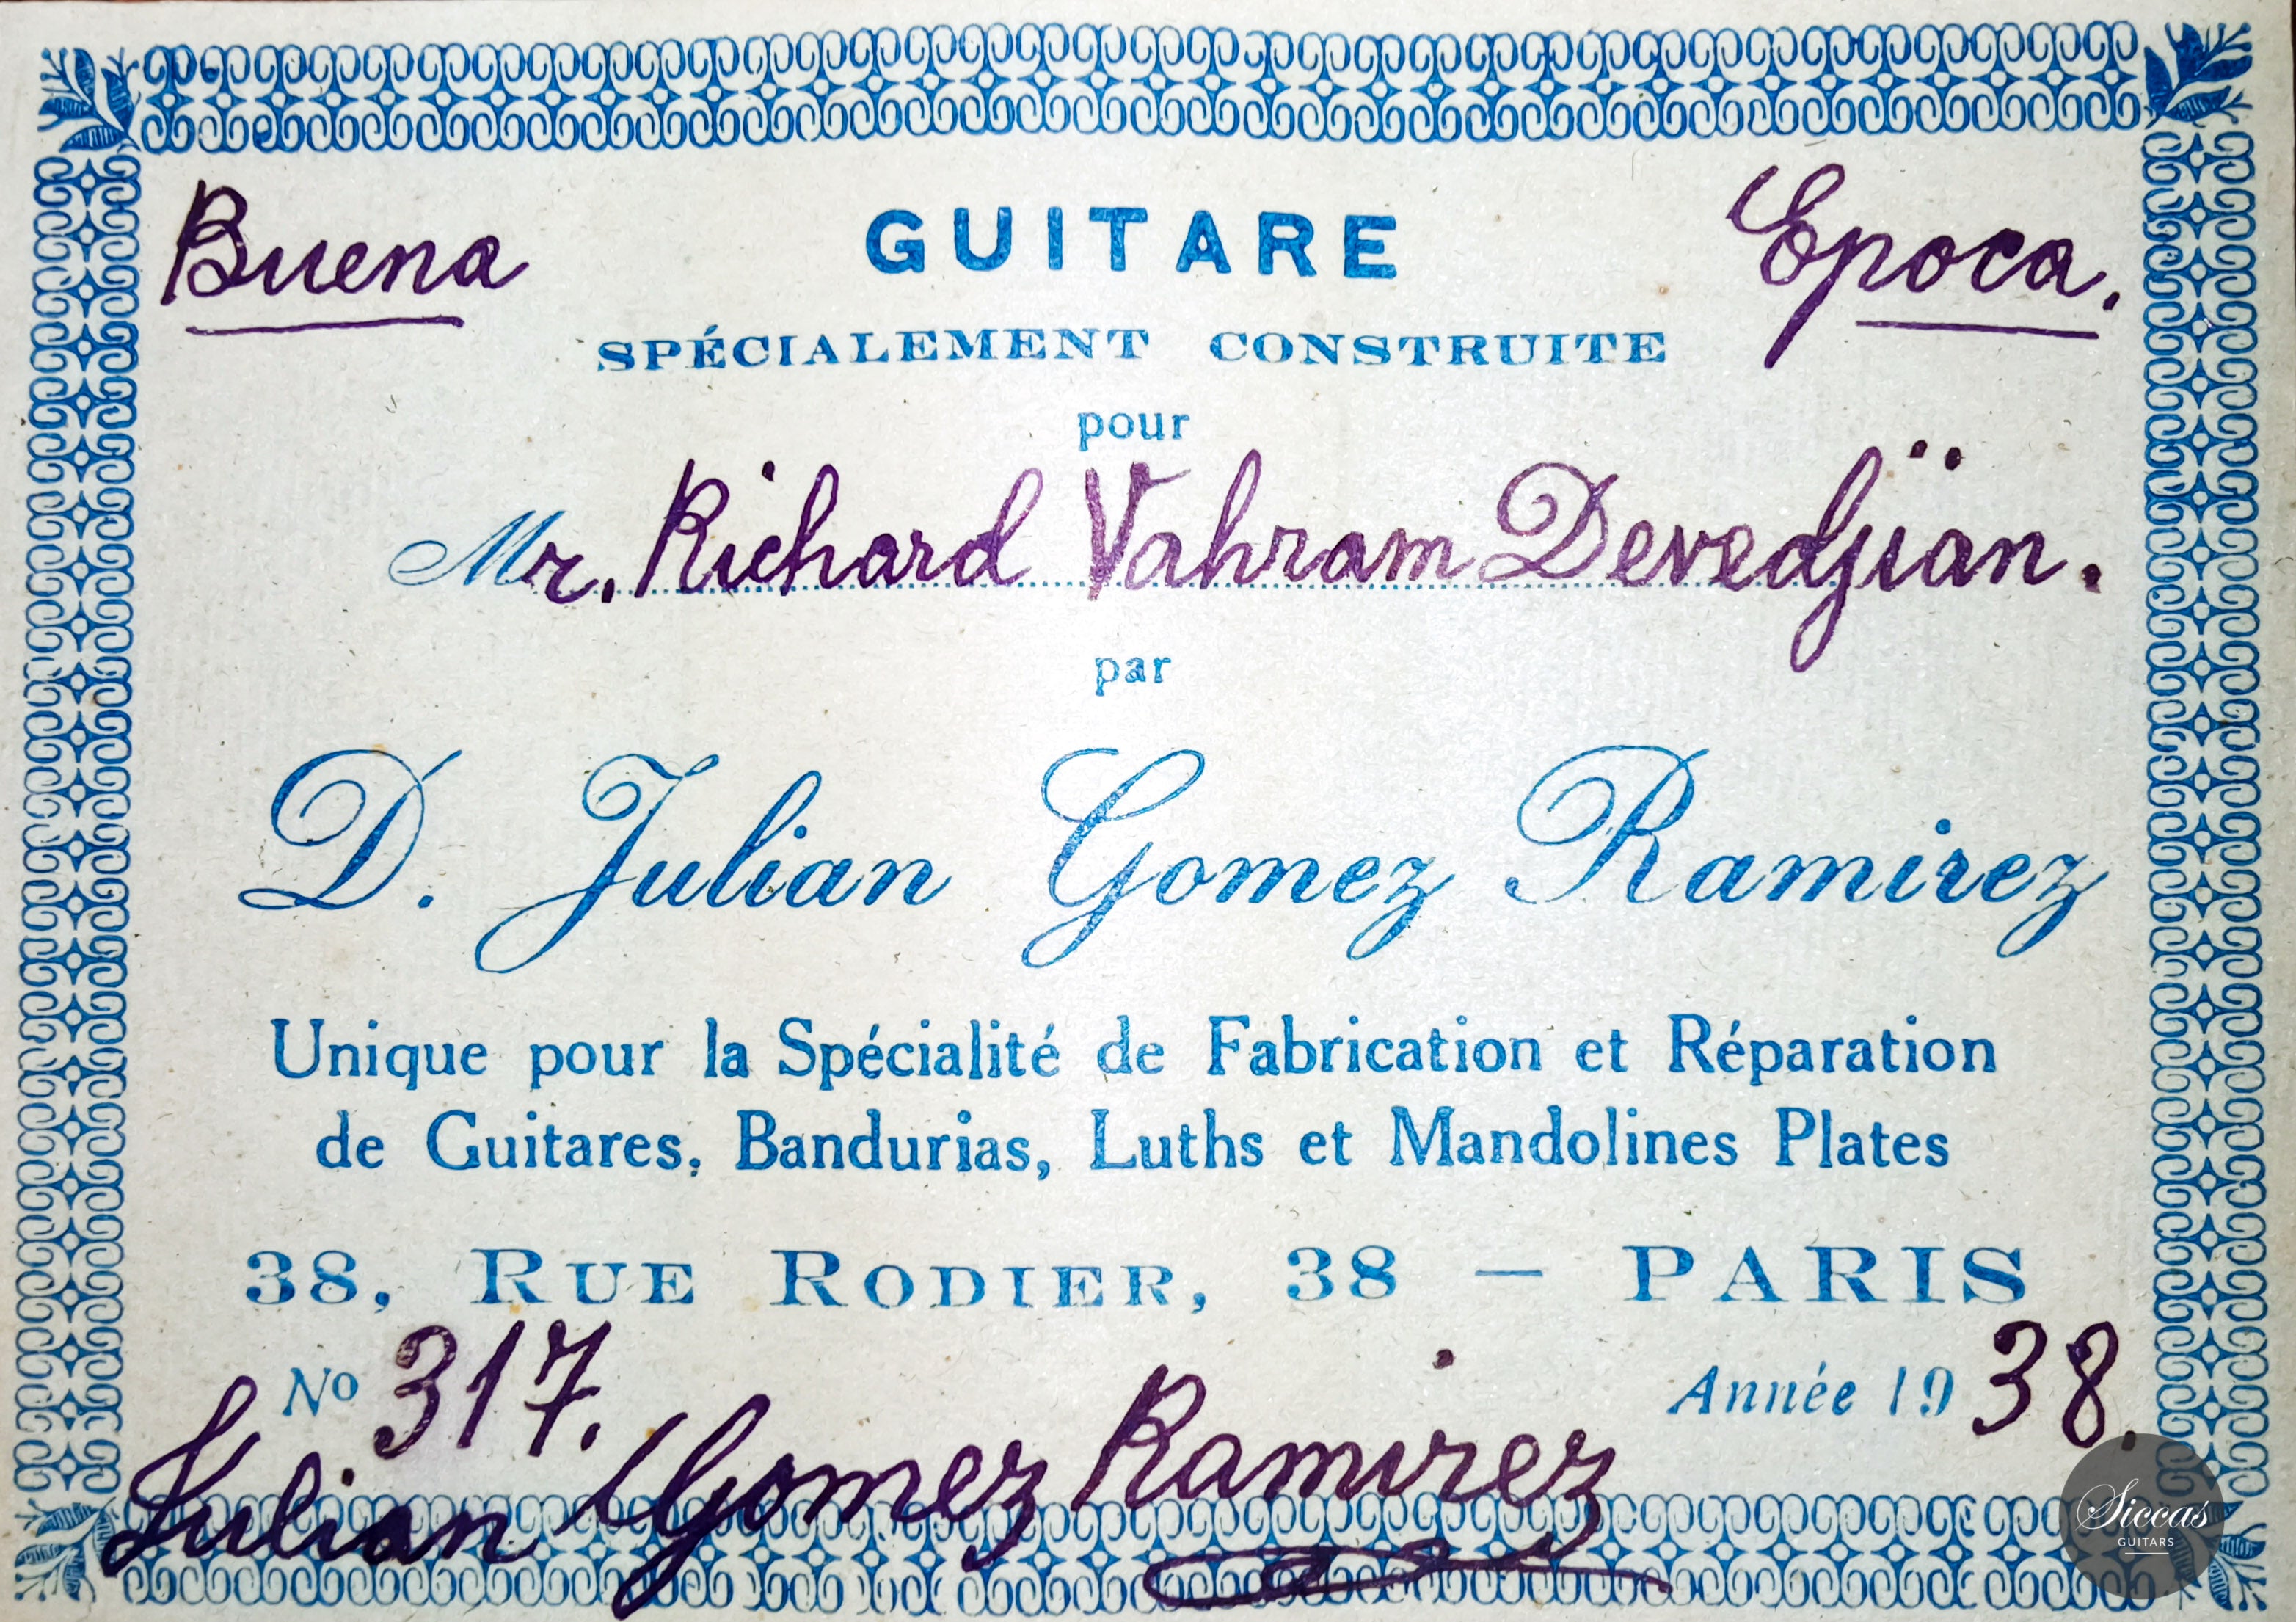 Buena GUITARE Epoca.
SPÉCIALEMENT CONSTRUITE
pour
Mr. Richard Vahram Devedjïan.
par
D. Julian Gomez Ramirez
Unique pour la Spécialité de Fabrication et Réparation
de Guitares, Bandurias, Luths et Mandolines Plates
38, RUE RODIER, 38 — PARIS
No 317. Année 1938.
Julian Gomez Ramirez
Siccas
GUITARS